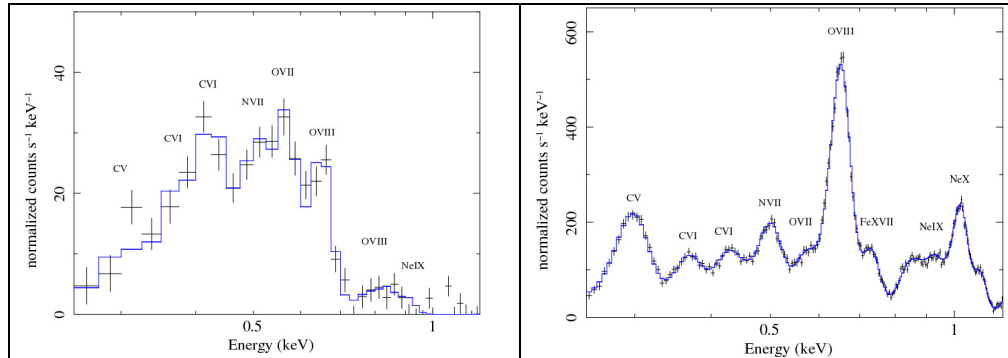 normalized counts s⁻¹ keV⁻¹
40
20
0
CV
CVI
CVI
NVII
OVII
OVIII
OVIII
NeIX
0.5
1
Energy (keV)
normalized counts s⁻¹ keV⁻¹
600
400
200
0
CV
CVI
CVI
NVII
OVII
OVIII
FeXVII
NeIX
NeX
0.5
1
Energy (keV)